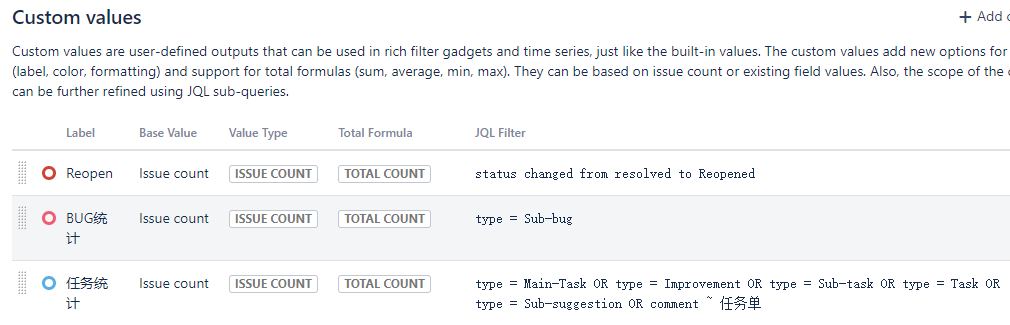 Custom values
+ Add c
Custom values are user-defined outputs that can be used in rich filter gadgets and time series, just like the built-in values. The custom values add new options for
(label, color, formatting) and support for total formulas (sum, average, min, max). They can be based on issue count or existing field values. Also, the scope of the c
can be further refined using JQL sub-queries.
Label Base Value Value Type Total Formula JQL Filter
Reopen Issue count ISSUE COUNT TOTAL COUNT status changed from resolved to Reopened
BUG统 Issue count ISSUE COUNT TOTAL COUNT type = Sub-bug
计
任务统 Issue count ISSUE COUNT TOTAL COUNT type = Main-Task OR type = Improvement OR type = Sub-task OR type = Task OR
计 type = Sub-suggestion OR comment ~ 任务单